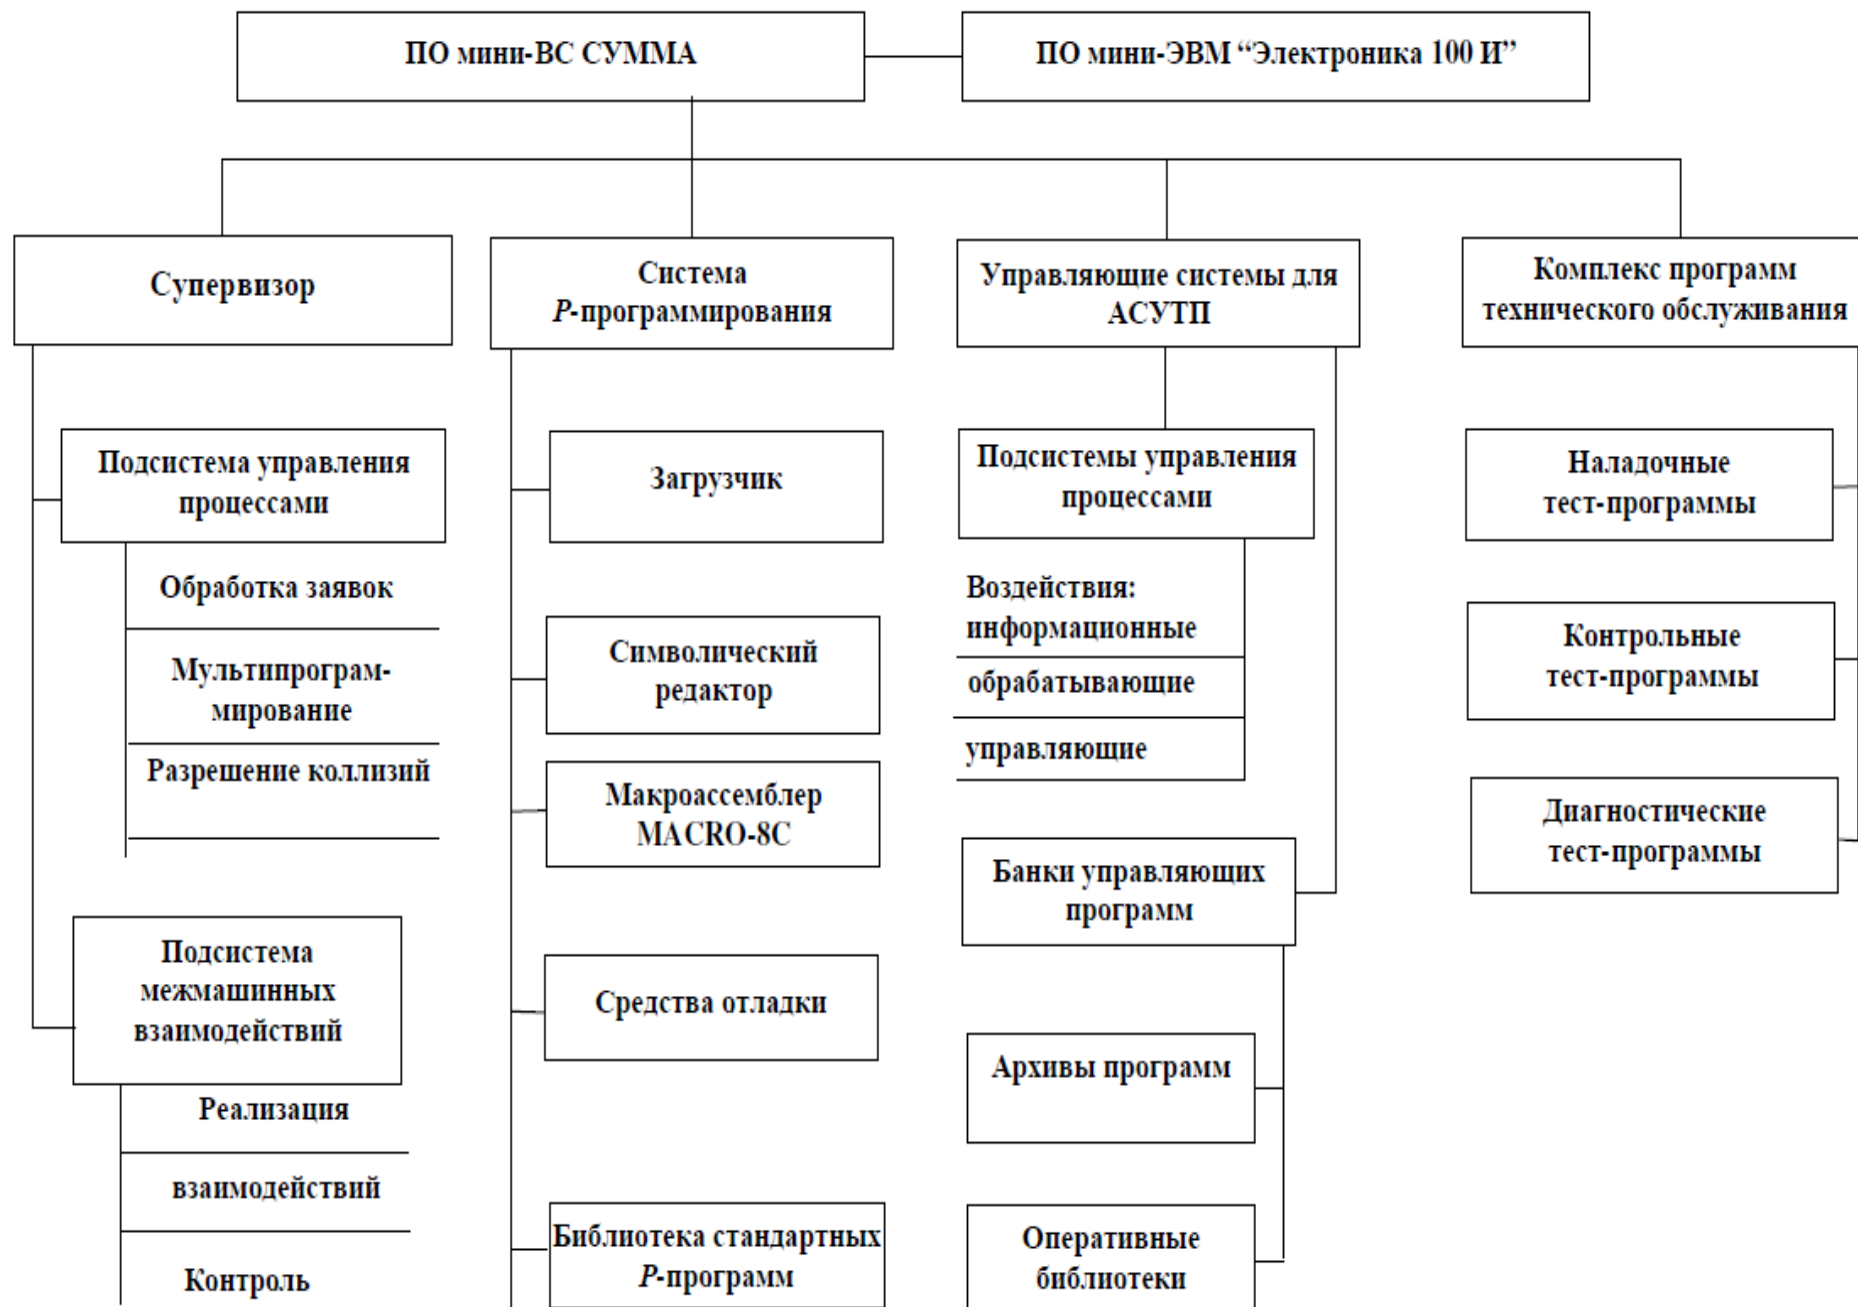 ПО мини-ВС СУММА
ПО мини-ЭВМ “Электроника 100 И”
Супервизор
Система
P-программирования
Управляющие системы для
АСУТП
Комплекс программ
технического обслуживания
Подсистема управления
процессами
Обработка заявок
Мультипрограм-
мирование
Разрешение коллизий
Подсистема
межмашинных
взаимодействий
Реализация
взаимодействий
Контроль
Загрузчик
Символический
редактор
Макроассемблер
MACRO-8C
Средства отладки
Библиотека стандартных
P-программ
Подсистемы управления
процессами
Воздействия:
информационные
обрабатывающие
управляющие
Банки управляющих
программ
Архивы программ
Оперативные
библиотеки
Наладочные
тест-программы
Контрольные
тест-программы
Диагностические
тест-программы